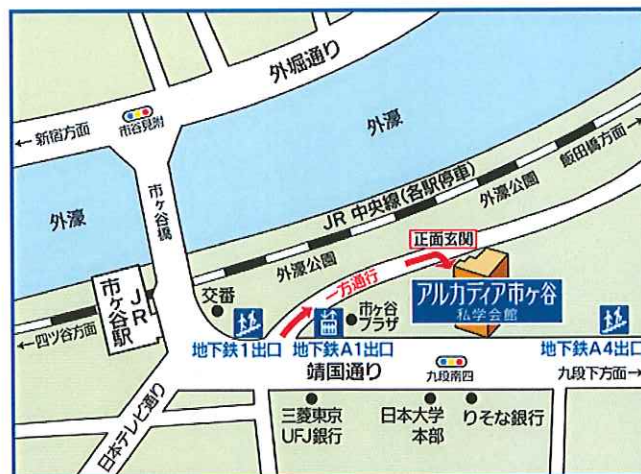 外堀通り
←新宿方面
市谷見附
外濠
飯田橋方面→
市ヶ谷橋
外濠
JR 中央線(各駅停車)
外濠公園
正面玄関
外濠公園
一方通行
交番
JR
市ヶ谷駅
市ヶ谷
プラザ
アルカディア市ヶ谷
私学会館
←四ツ谷方面
地下鉄1出口
地下鉄A1出口
地下鉄A4出口
靖国通り
九段南四
九段下方面→
日本テレビ通り
三菱東京
UFJ銀行
日本大学
本部
りそな銀行